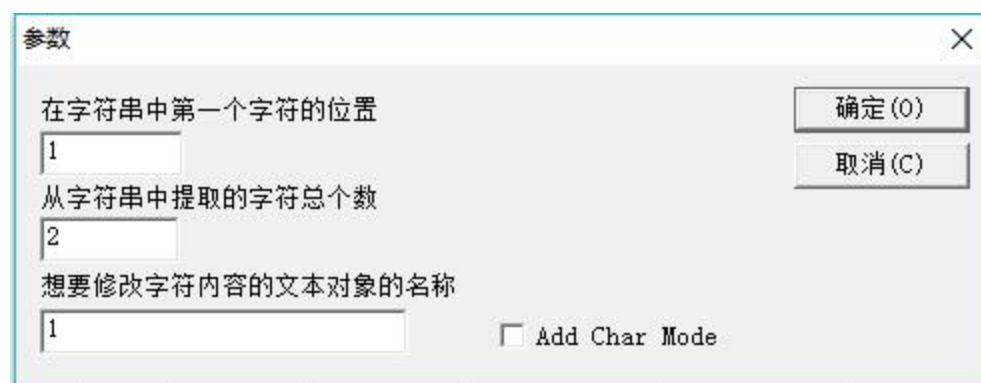 参数
在字符串中第一个字符的位置
确定(O)
1
取消(C)
从字符串中提取的字符总个数
2
想要修改字符内容的文本对象的名称
1
Add Char Mode